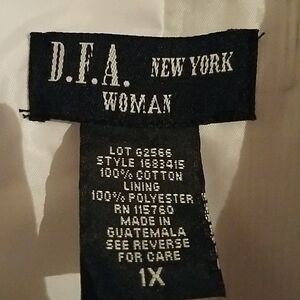 D.F.A. NEW YORK
WOMAN
LOT G2566
STYLE 1683415
100% COTTON
LINING
100% POLYESTER
RN 115760
MADE IN
GUATEMALA
SEE REVERSE
FOR CARE
1X